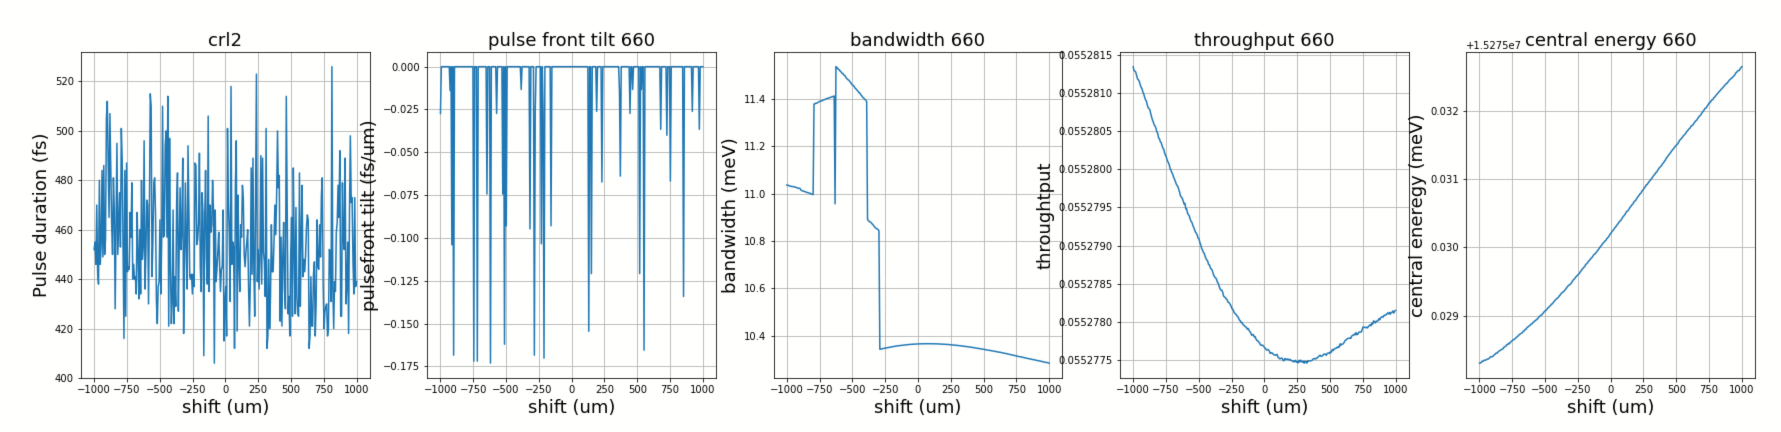 crl2
Pulse duration (fs)
520
500
480
460
440
420
400
−1000 −750 −500 −250 0 250 500 750 1000
shift (um)
pulse front tilt 660
pulsefront tilt (fs/um)
0.000
−0.025
−0.050
−0.075
−0.100
−0.125
−0.150
−0.175
−1000 −750 −500 −250 0 250 500 750 1000
shift (um)
bandwidth 660
bandwidth (meV)
11.4
11.2
11.0
10.8
10.6
10.4
−1000 −750 −500 −250 0 250 500 750 1000
shift (um)
throughput 660
throughtput
0.0552815
0.0552810
0.0552805
0.0552800
0.0552795
0.0552790
0.0552785
0.0552780
0.0552775
−1000 −750 −500 −250 0 250 500 750 1000
shift (um)
+1.5275e7 central energy 660
central eneregy (meV)
0.032
0.031
0.030
0.029
−1000 −750 −500 −250 0 250 500 750 1000
shift (um)